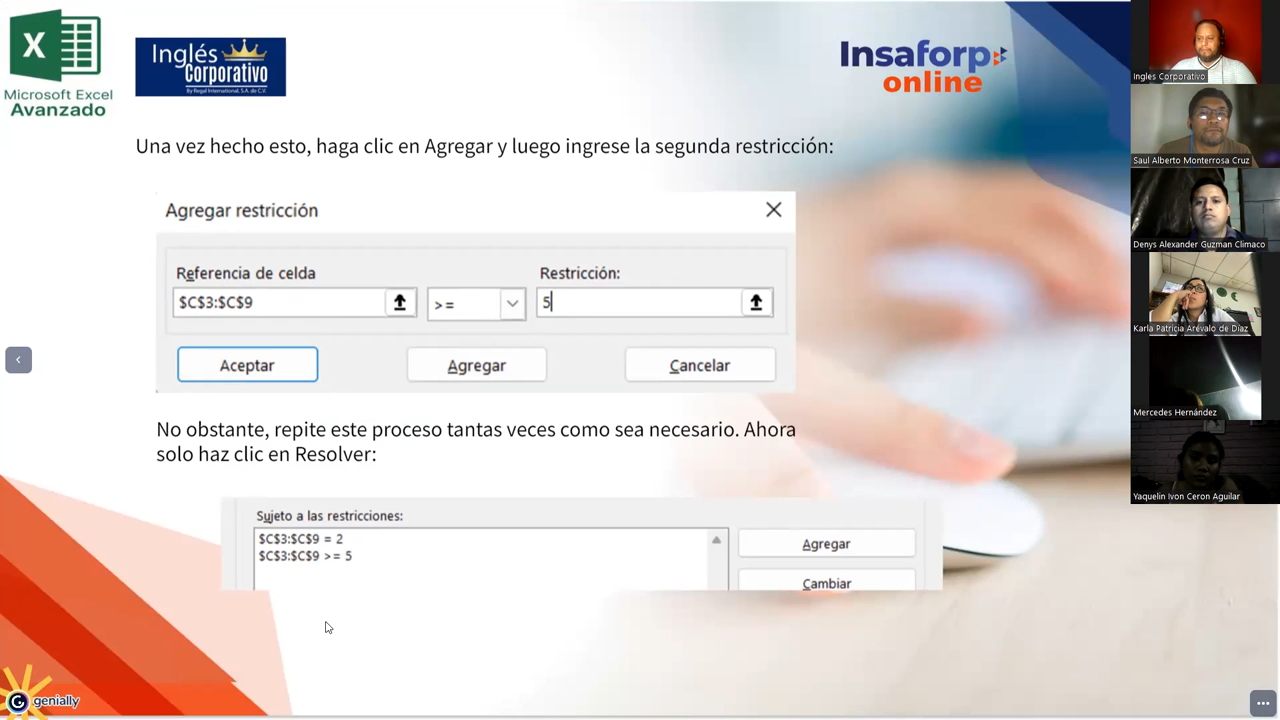 X
Microsoft Excel
Avanzado
Inglés
Corporativo
By Regal International, S.A. de C.V.
Insaforp
online
Una vez hecho esto, haga clic en Agregar y luego ingrese la segunda restricción:
Agregar restricción
Referencia de celda
Restricción:
$C$3:$C$9
>=
5
Aceptar
Agregar
Cancelar
No obstante, repite este proceso tantas veces como sea necesario. Ahora
solo haz clic en Resolver:
Sujeto a las restricciones:
$C$3:$C$9 = 2
$C$3:$C$9 >= 5
Agregar
Cambiar
genially
Ingles Corporativo
Saul Alberto Monterrosa Cruz
Denys Alexander Guzman Climaco
Karla Patricia Arévalo de Díaz
Mercedes Hernández
Yaquelin Ivon Ceron Aguilar